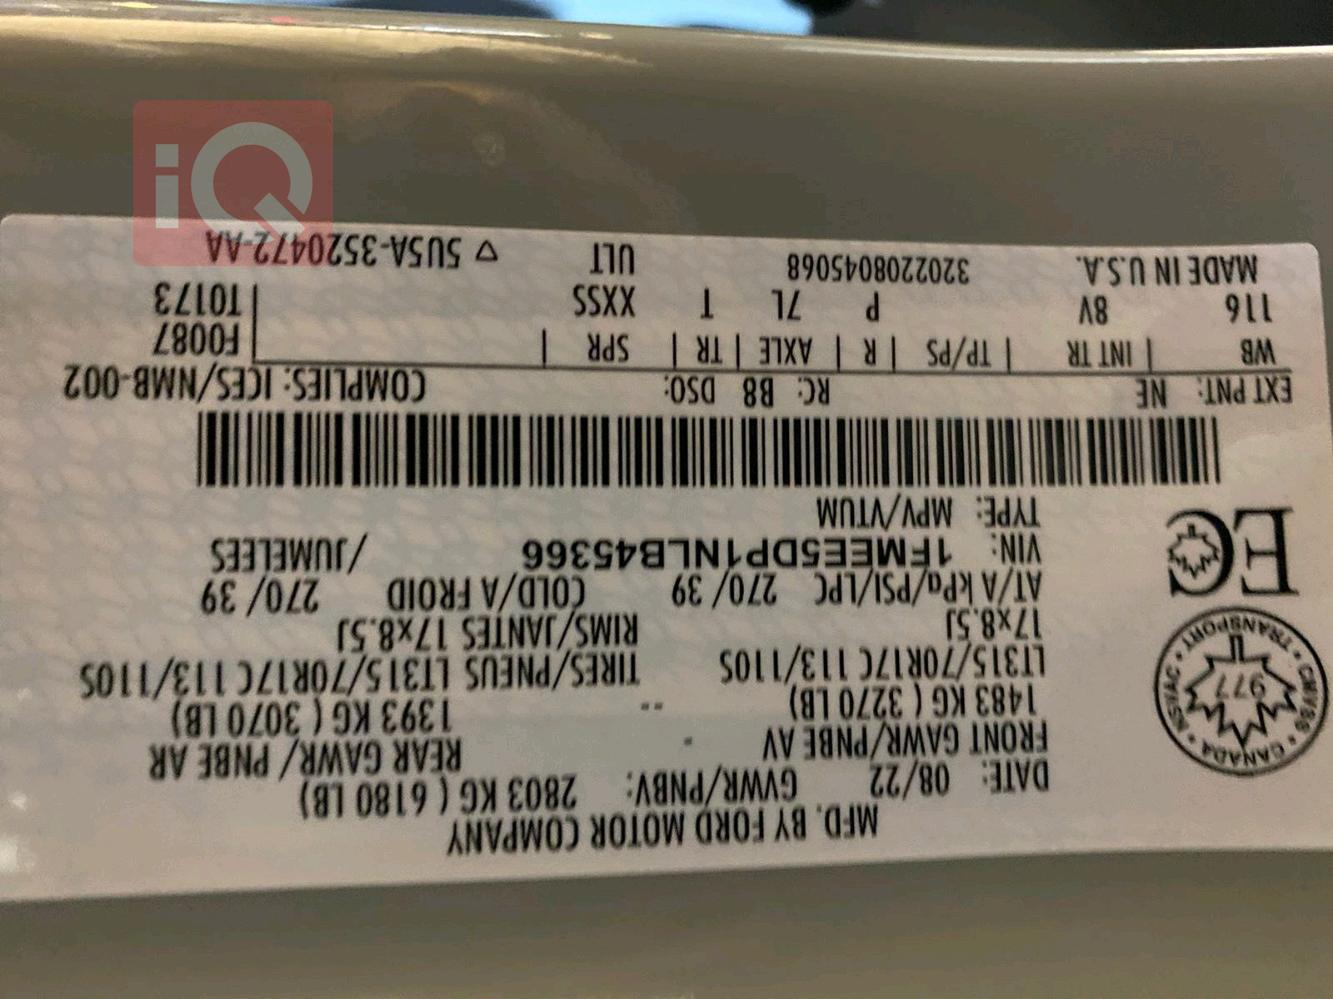 iQ
MFD. BY FORD MOTOR COMPANY
DATE: 08/22 GVWR/PNBV: 2803 KG ( 6180 LB)
FRONT GAWR/PNBE AV - REAR GAWR/ PNBE AR
1483 KG ( 3270 LB) -- 1393 KG ( 3070 LB)
LT315/70R17C 113/110S TIRES/PNEUS LT315/70R17C 113/110S
17x8.5J RIMS/JANTES 17x8.5J
AT/A kPa/PSI/LPC 270/ 39 COLD/A FROID 270/ 39
VIN: 1FMEE5DP1NLB45366 /JUMELEES
TYPE: MPV/VTUM
CANADA • CMVSS • TRANSPORT • NSVAC •
977
EC
EXT PNT: NE RC: B8 DSO: COMPLIES: ICES/NMB-002
WB | INT TR | TP/PS | R | AXLE | TR | SPR | F0087
116 8V P 7L T XXSS T0173
MADE IN U.S.A. 320220804506​8 ULT ▽ 5U5A-3520472-AA